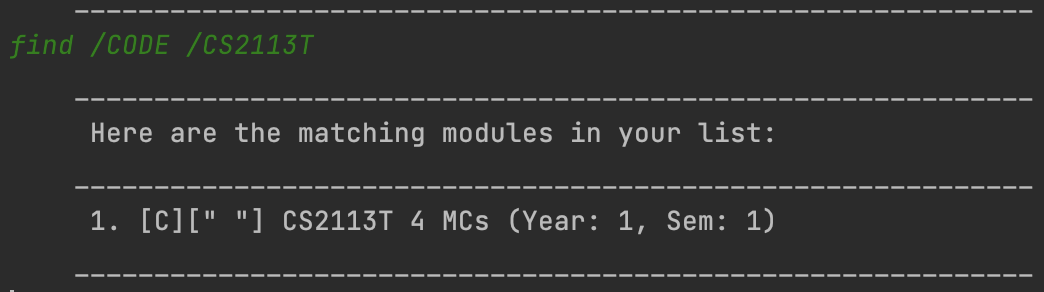 ____________________________________________________________
find /CODE /CS2113T
____________________________________________________________
Here are the matching modules in your list:
____________________________________________________________
1. [C][" "] CS2113T 4 MCs (Year: 1, Sem: 1)
____________________________________________________________